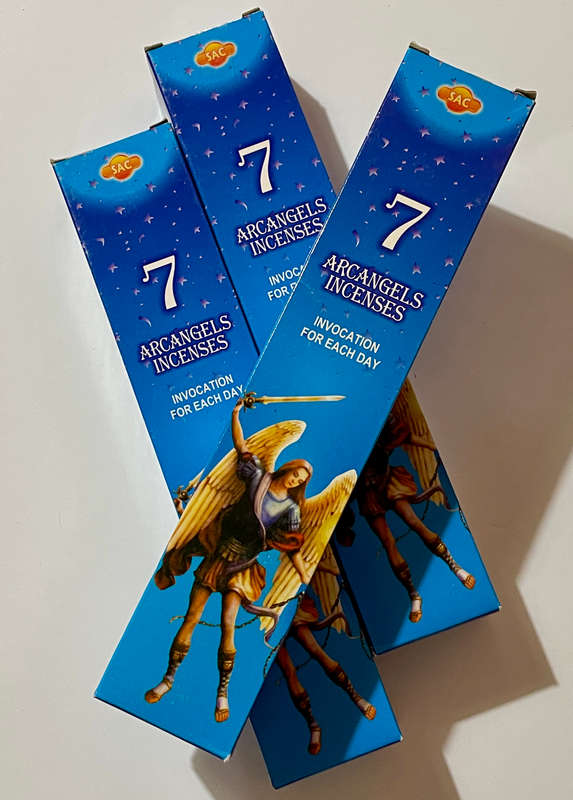 SAC
7
ARCANGELS
INCENSES
INVOCATION
FOR EACH DAY
SAC
7
ARCANGELS
INCENSES
FOR
SAC
7
ARCANGELS
INCENSES
INVOCATION
FOR EACH DAY